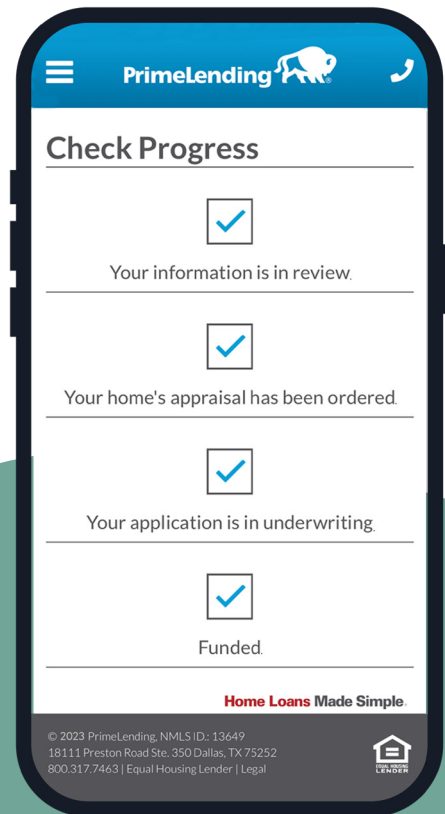 PrimeLending
Check Progress
Your information is in review.
Your home's appraisal has been ordered.
Your application is in underwriting.
Funded.
Home Loans Made Simple.
© 2023 PrimeLending, NMLS ID.: 13649
18111 Preston Road Ste. 350 Dallas, TX 75252
800.317.7463 | Equal Housing Lender | Legal
EQUAL HOUSING
LENDER